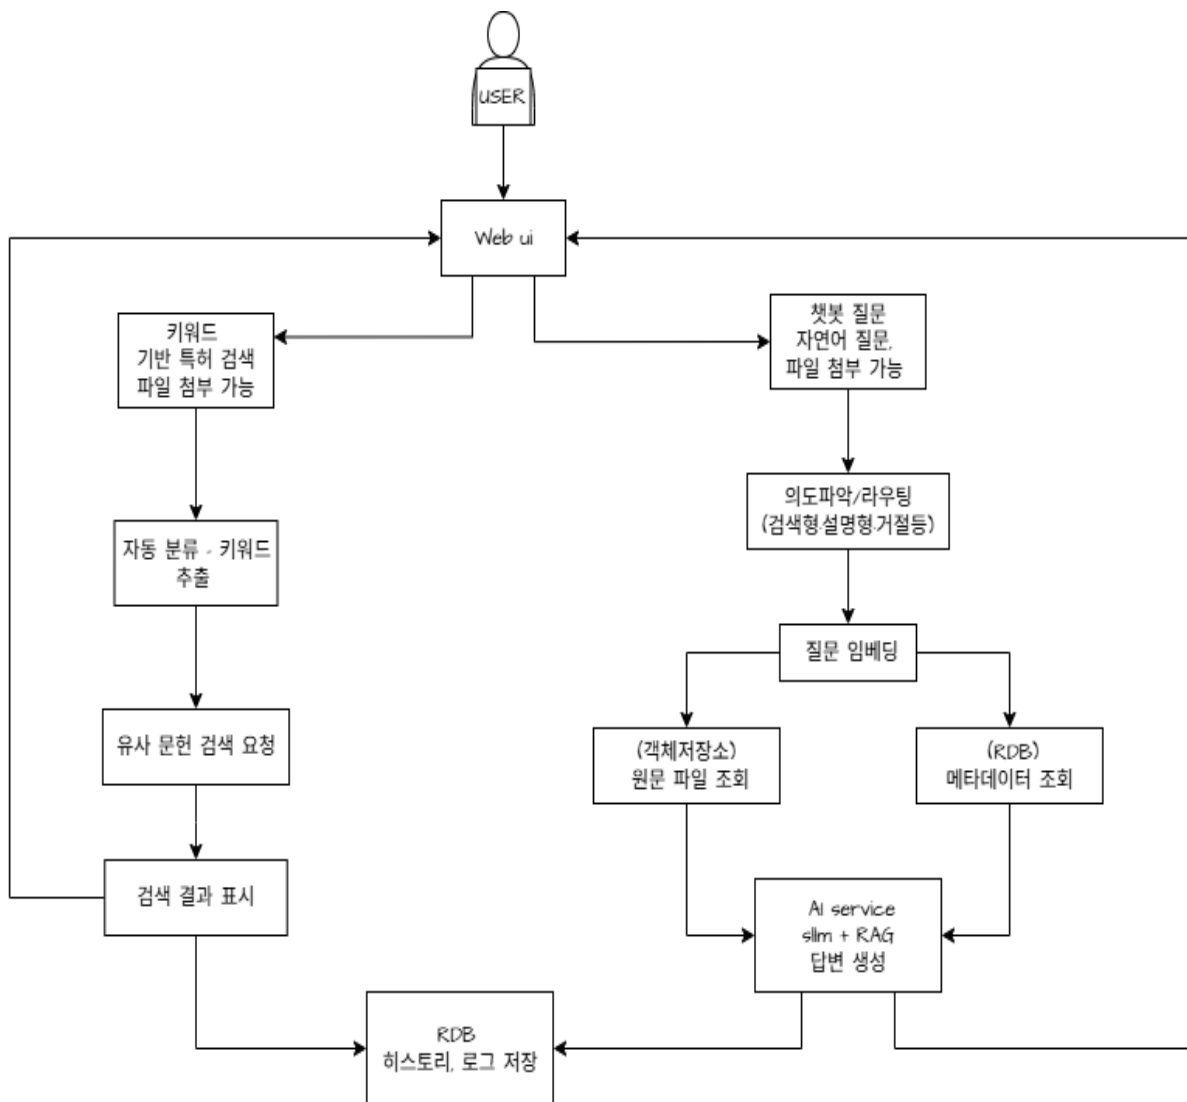 USER
Web ui
키워드
기반 특허 검색
파일 첨부 가능
챗봇 질문
자연어 질문,
파일 첨부 가능
의도파악/라우팅
(검색형·설명형·거절등)
자동 분류 - 키워드
추출
질문 임베딩
유사 문헌 검색 요청
(객체저장소)
원문 파일 조회
(RDB)
메타데이터 조회
검색 결과 표시
AI service
sllm + RAG
답변 생성
RDB
히스토리, 로그 저장